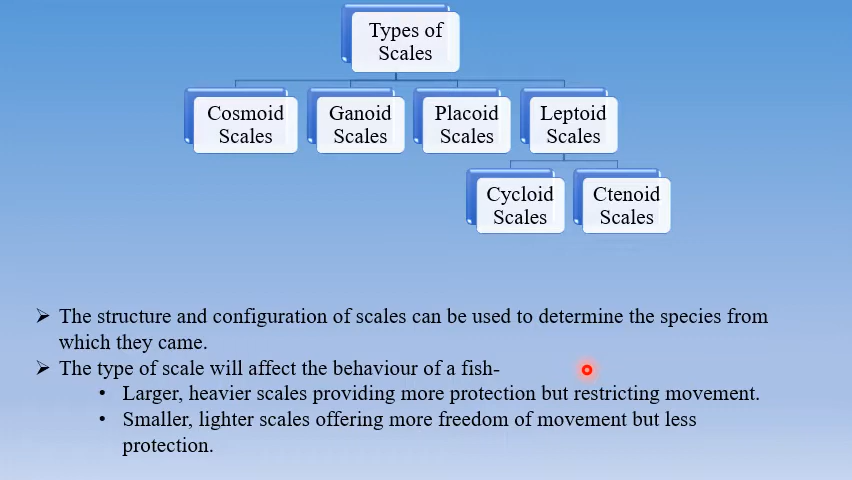 Types of
Scales
Cosmoid
Scales
Ganoid
Scales
Placoid
Scales
Leptoid
Scales
Cycloid
Scales
Ctenoid
Scales
➢ The structure and configuration of scales can be used to determine the species from
which they came.
➢ The type of scale will affect the behaviour of a fish-
• Larger, heavier scales providing more protection but restricting movement.
• Smaller, lighter scales offering more freedom of movement but less
protection.